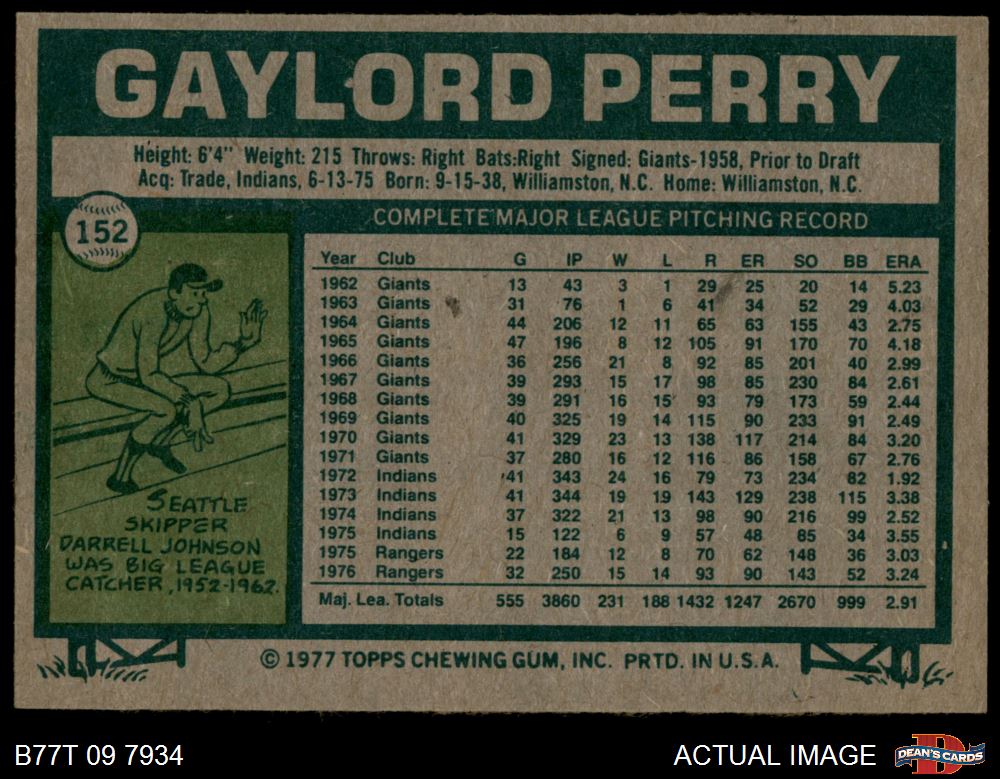 GAYLORD PERRY
Height: 6'4" Weight: 215 Throws: Right Bats:Right Signed: Giants-1958, Prior to Draft
Acq: Trade, Indians, 6-13-75 Born: 9-15-38, Williamston, N.C. Home: Williamston, N.C.
152
COMPLETE MAJOR LEAGUE PITCHING RECORD
Year Club G IP W L R ER SO BB ERA
1962 Giants 13 43 3 1 29 25 20 14 5.23
1963 Giants 31 76 1 6 41 34 52 29 4.03
1964 Giants 44 206 12 11 65 63 155 43 2.75
1965 Giants 47 196 8 12 105 91 170 70 4.18
1966 Giants 36 256 21 8 92 85 201 40 2.99
1967 Giants 39 293 15 17 98 85 230 84 2.61
1968 Giants 39 291 16 15 93 79 173 59 2.44
1969 Giants 40 325 19 14 115 90 233 91 2.49
1970 Giants 41 329 23 13 138 117 214 84 3.20
1971 Giants 37 280 16 12 116 86 158 67 2.76
1972 Indians 41 343 24 16 79 73 234 82 1.92
1973 Indians 41 344 19 19 143 129 238 115 3.38
1974 Indians 37 322 21 13 98 90 216 99 2.52
1975 Indians 15 122 6 9 57 48 85 34 3.55
1975 Rangers 22 184 12 8 70 62 148 36 3.03
1976 Rangers 32 250 15 14 93 90 143 52 3.24
Maj. Lea. Totals 555 3860 231 188 1432 1247 2670 999 2.91
SEATTLE
SKIPPER
DARRELL JOHNSON
WAS BIG LEAGUE
CATCHER, 1952-1962.
© 1977 TOPPS CHEWING GUM, INC. PRTD. IN U.S.A.
B77T 09 7934
ACTUAL IMAGE
D
DEAN'S CARDS